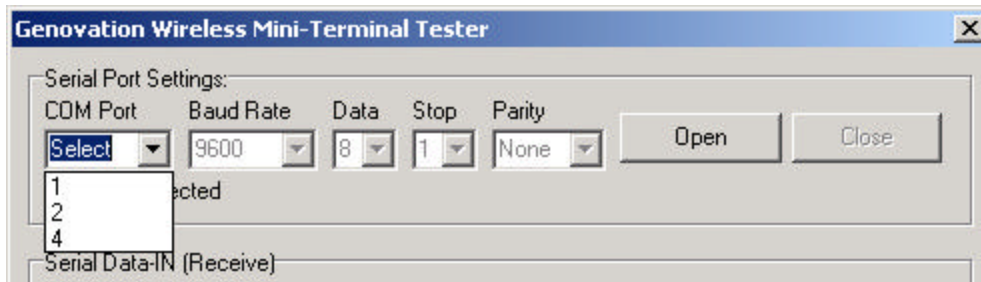 Genovation Wireless Mini-Terminal Tester
Serial Port Settings:
COM Port Baud Rate Data Stop Parity
Select 9600 8 1 None Open Close
1
2
4
Serial Data-IN (Receive)